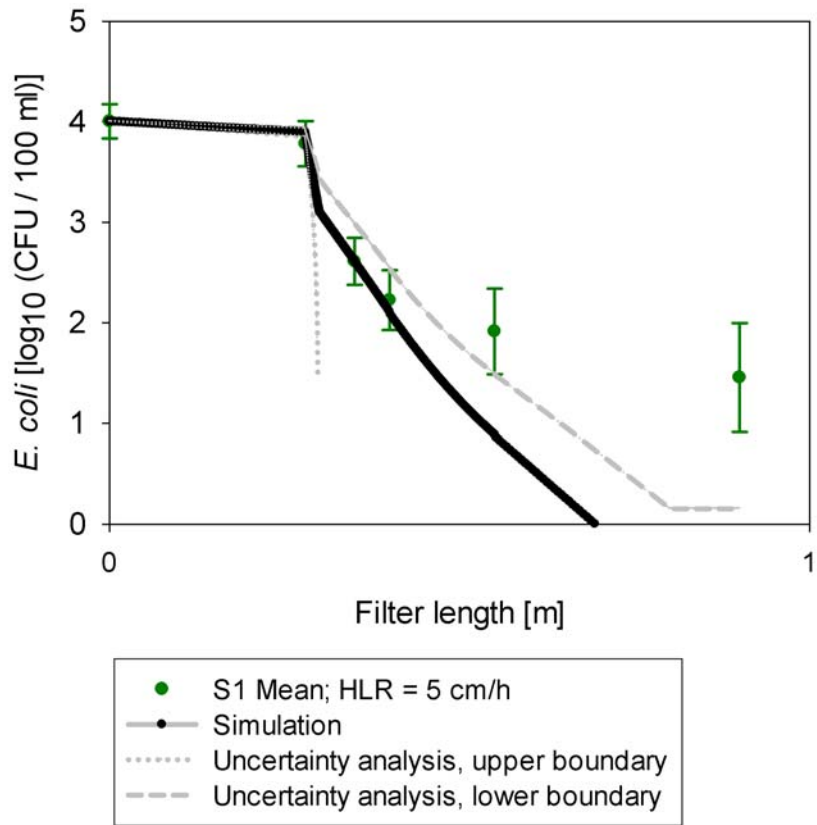 5
4
3
2
1
0
E. coli [log10 (CFU / 100 ml)]
0
1
Filter length [m]
S1 Mean; HLR = 5 cm/h
Simulation
Uncertainty analysis, upper boundary
Uncertainty analysis, lower boundary